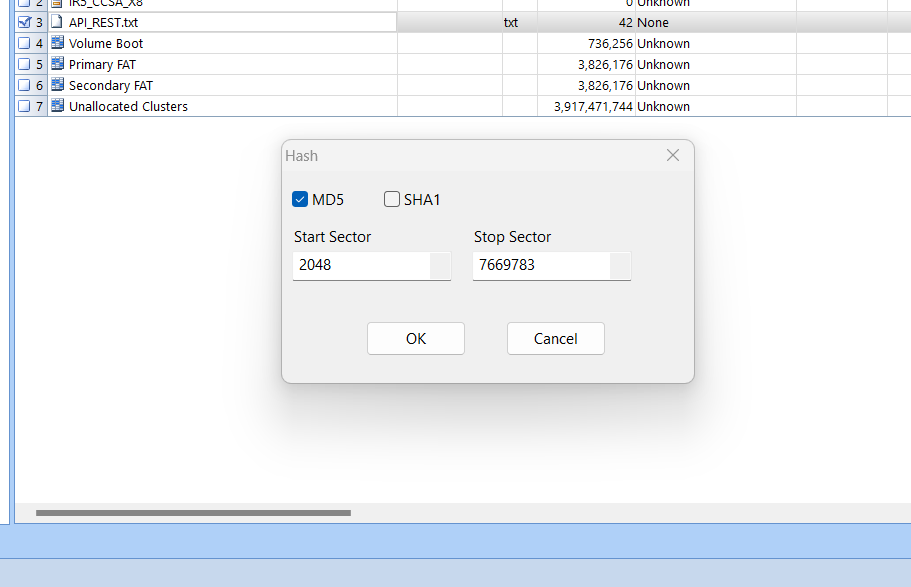 2 IR5_CCSA_X8 0 Unknown
3 API_REST.txt txt 42 None
4 Volume Boot 736,256 Unknown
5 Primary FAT 3,826,176 Unknown
6 Secondary FAT 3,826,176 Unknown
7 Unallocated Clusters 3,917,471,744 Unknown
Hash
MD5 SHA1
Start Sector Stop Sector
2048 7669783
OK Cancel